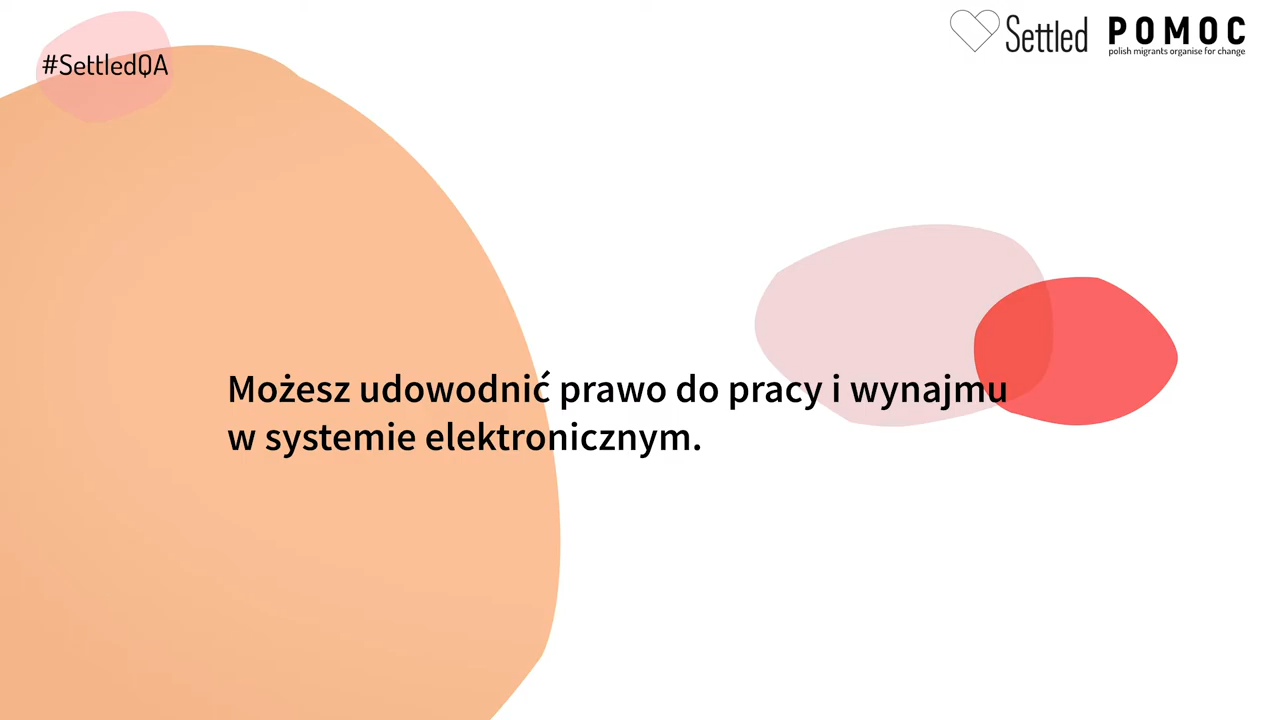 #SettledQA
Settled
POMOC
polish migrants organise for change
Możesz udowodnić prawo do pracy i wynajmu
w systemie elektronicznym.